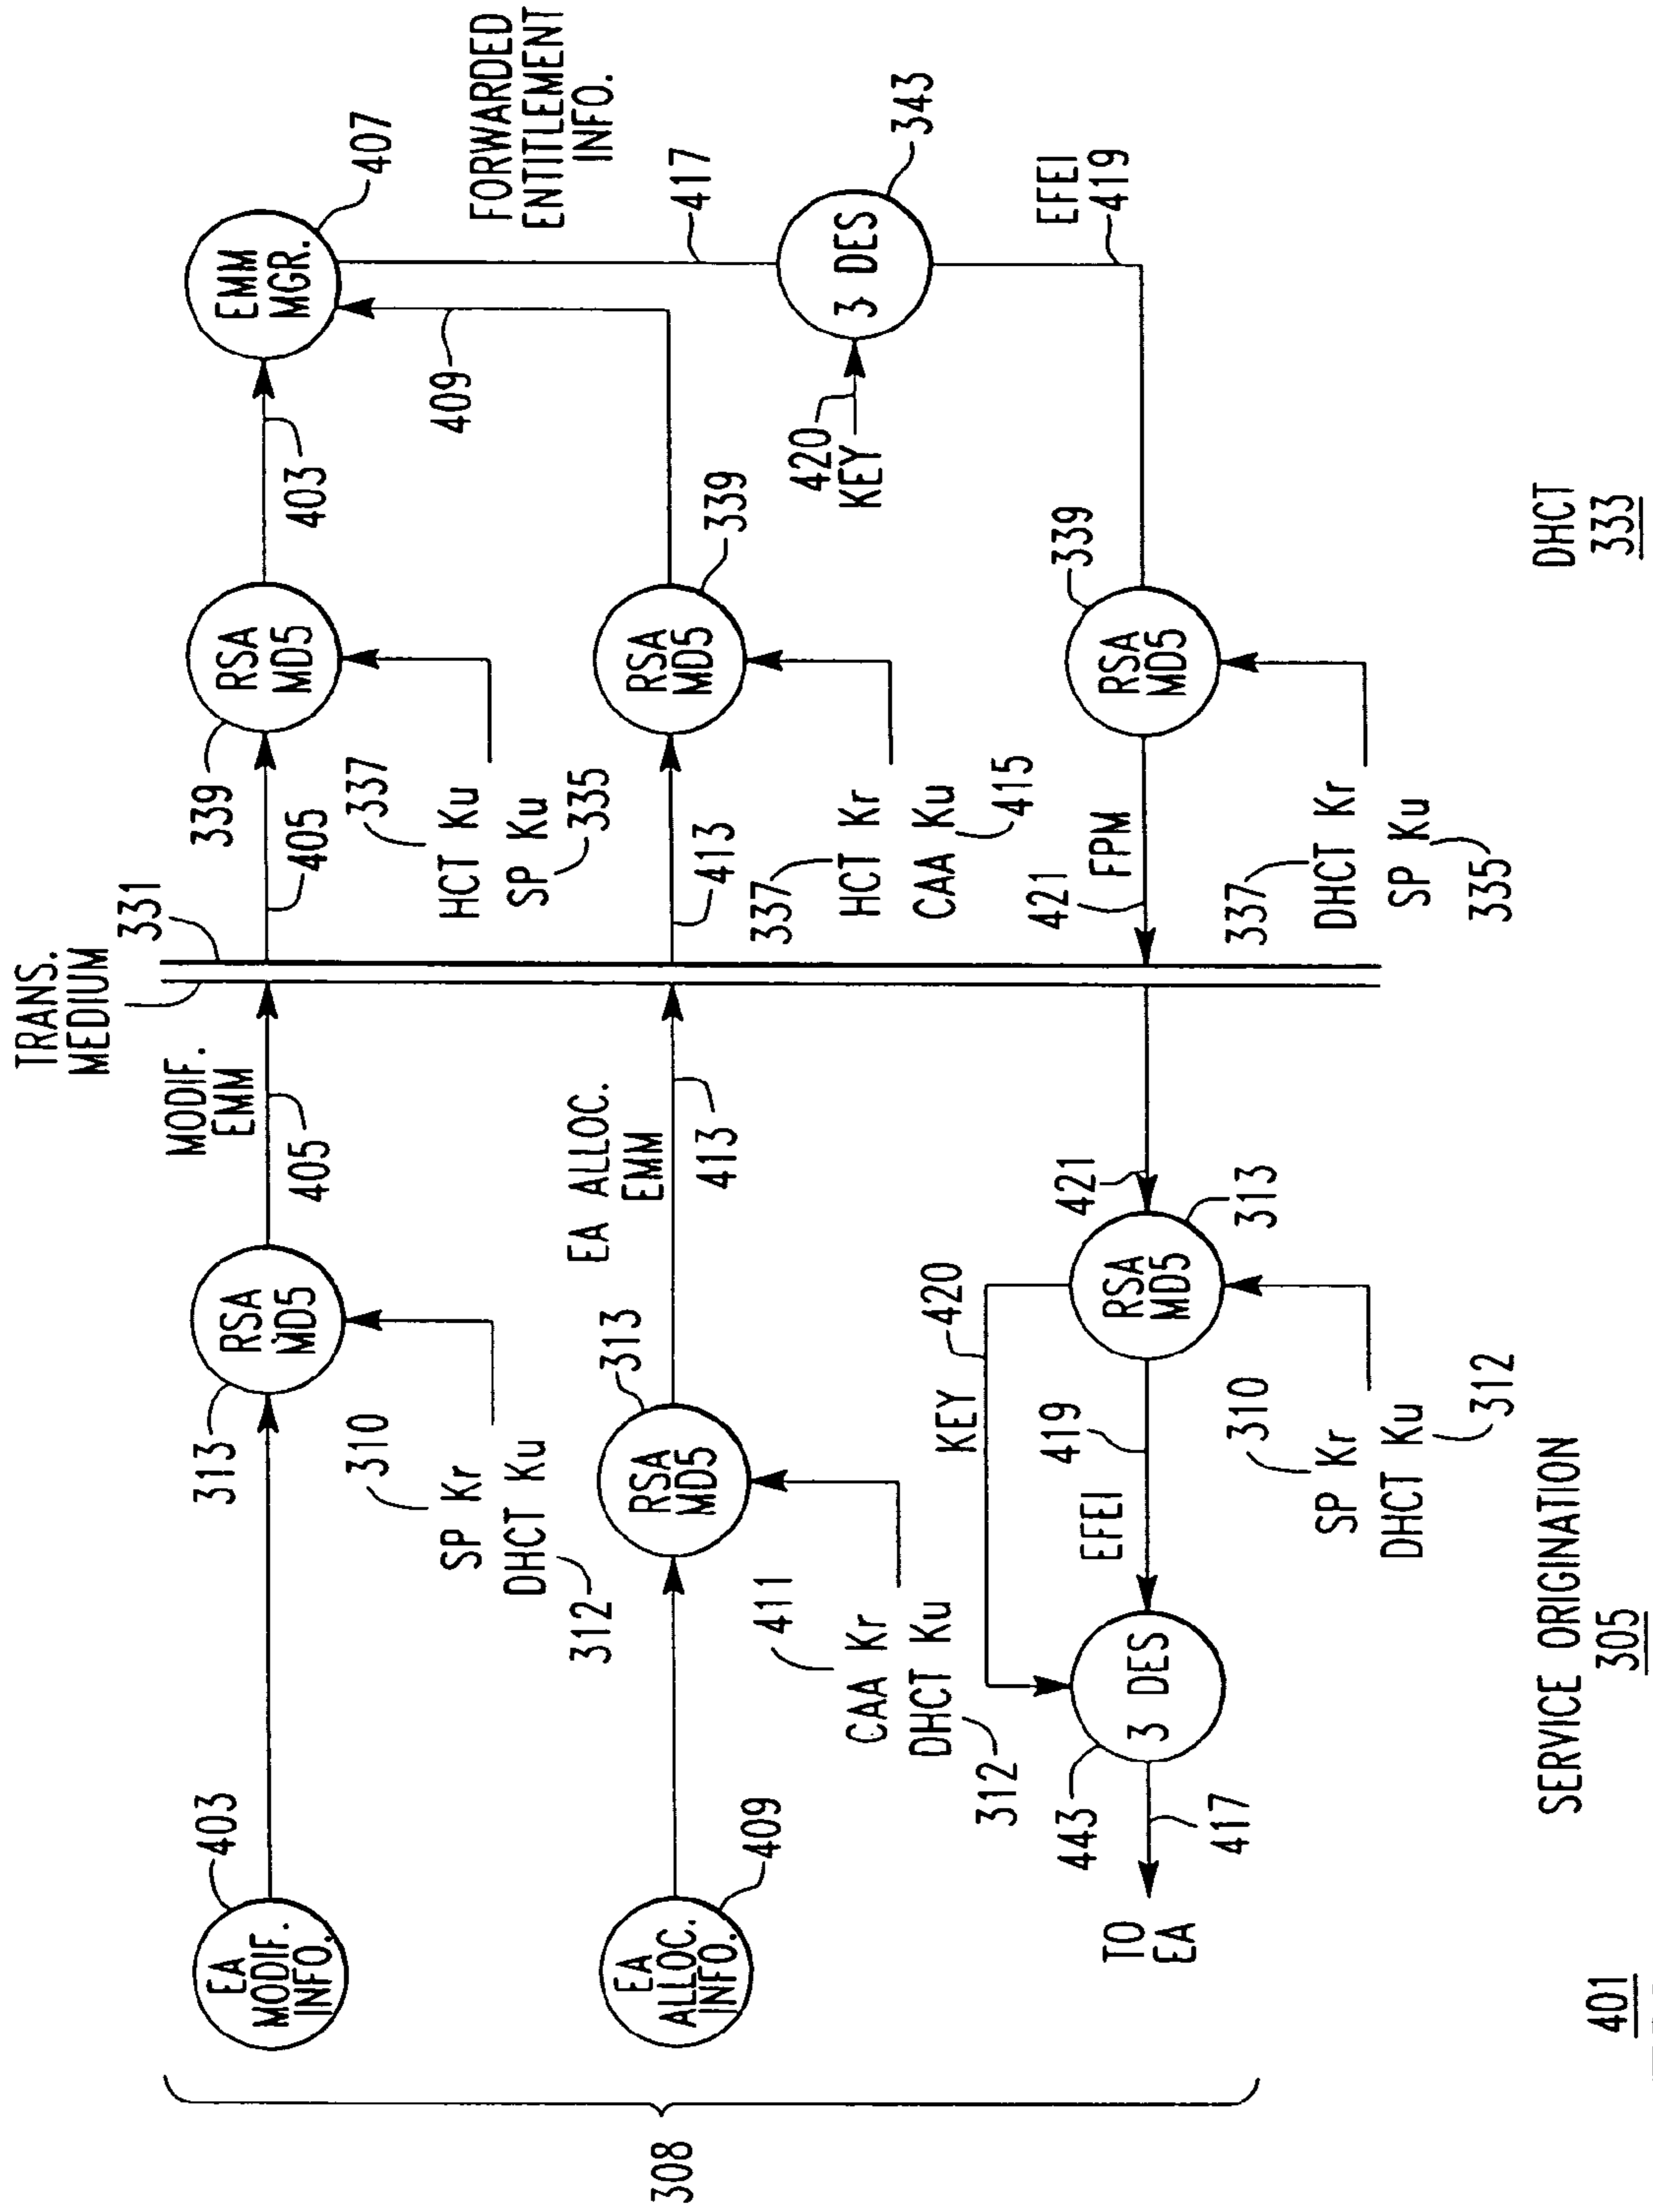 TRANS.
MEDIUM
331
308
EA
MODIF.
INFO.
403
313
RSA
MD5
310
SP Kr
DHCT Ku
312
MODIF.
EMM
405
405
339
RSA
MD5
337
HCT Ku
SP Ku
335
403
EMM
MGR.
407
409
FORWARDED
ENTITLEMENT
INFO.
417
EA
ALLOC.
INFO.
409
313
RSA
MD5
411
CAA Kr
DHCT Ku
312
EA ALLOC.
EMM
413
413
RSA
MD5
339
337
HCT Kr
CAA Ku
415
420
KEY
3 DES
343
EFEI
419
TO
EA
417
443
3 DES
KEY
420
EFEI
419
RSA
MD5
313
421
310
SP Kr
DHCT Ku
312
421
FPM
339
RSA
MD5
337
DHCT Kr
SP Ku
335
401
SERVICE ORIGINATION
305
DHCT
333